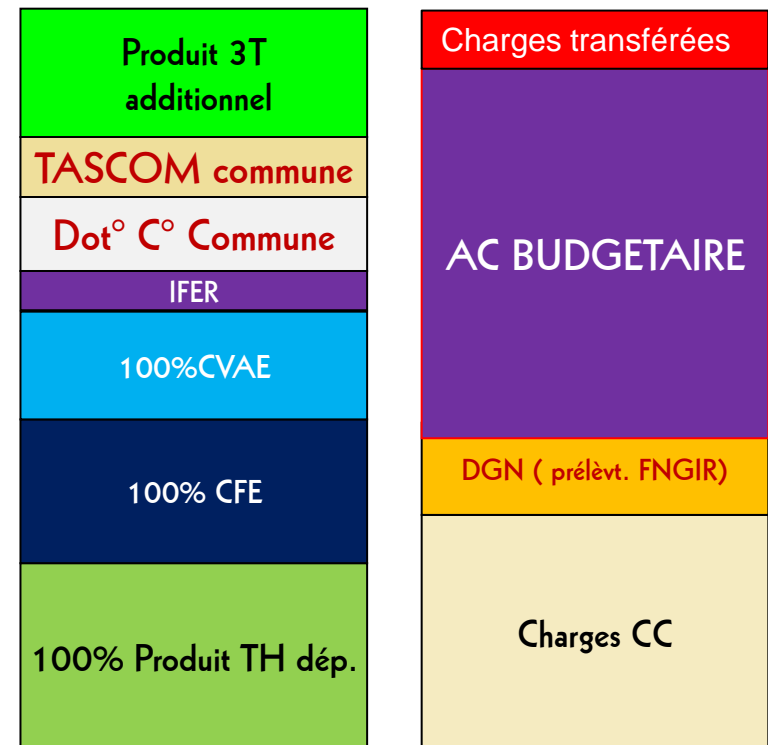 Produit 3T
additionnel
TASCOM commune
Dot° C° Commune
IFER
100%CVAE
100% CFE
100% Produit TH dép.
Charges transférées
AC BUDGETAIRE
DGN ( prélèvt. FNGIR)
Charges CC